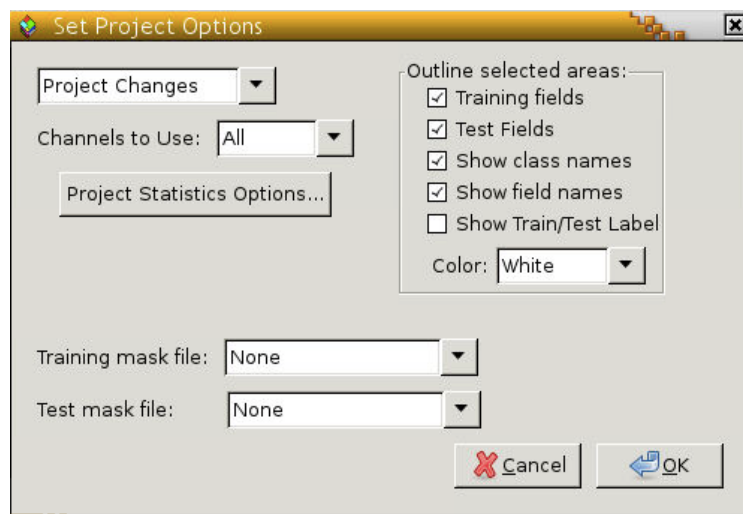 Set Project Options
Project Changes
Channels to Use: All
Project Statistics Options...
Outline selected areas:
Training fields
Test Fields
Show class names
Show field names
Show Train/Test Label
Color: White
Training mask file: None
Test mask file: None
Cancel
OK